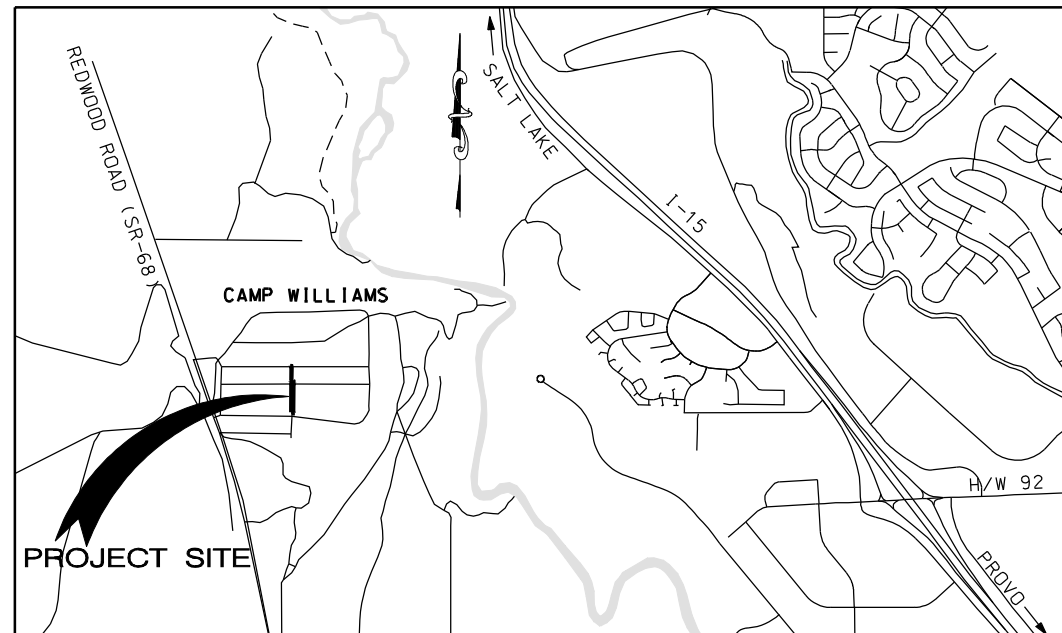 REDWOOD ROAD (SR-68)
SALT LAKE
I-15
CAMP WILLIAMS
H/W 92
PROJECT SITE
PROVO